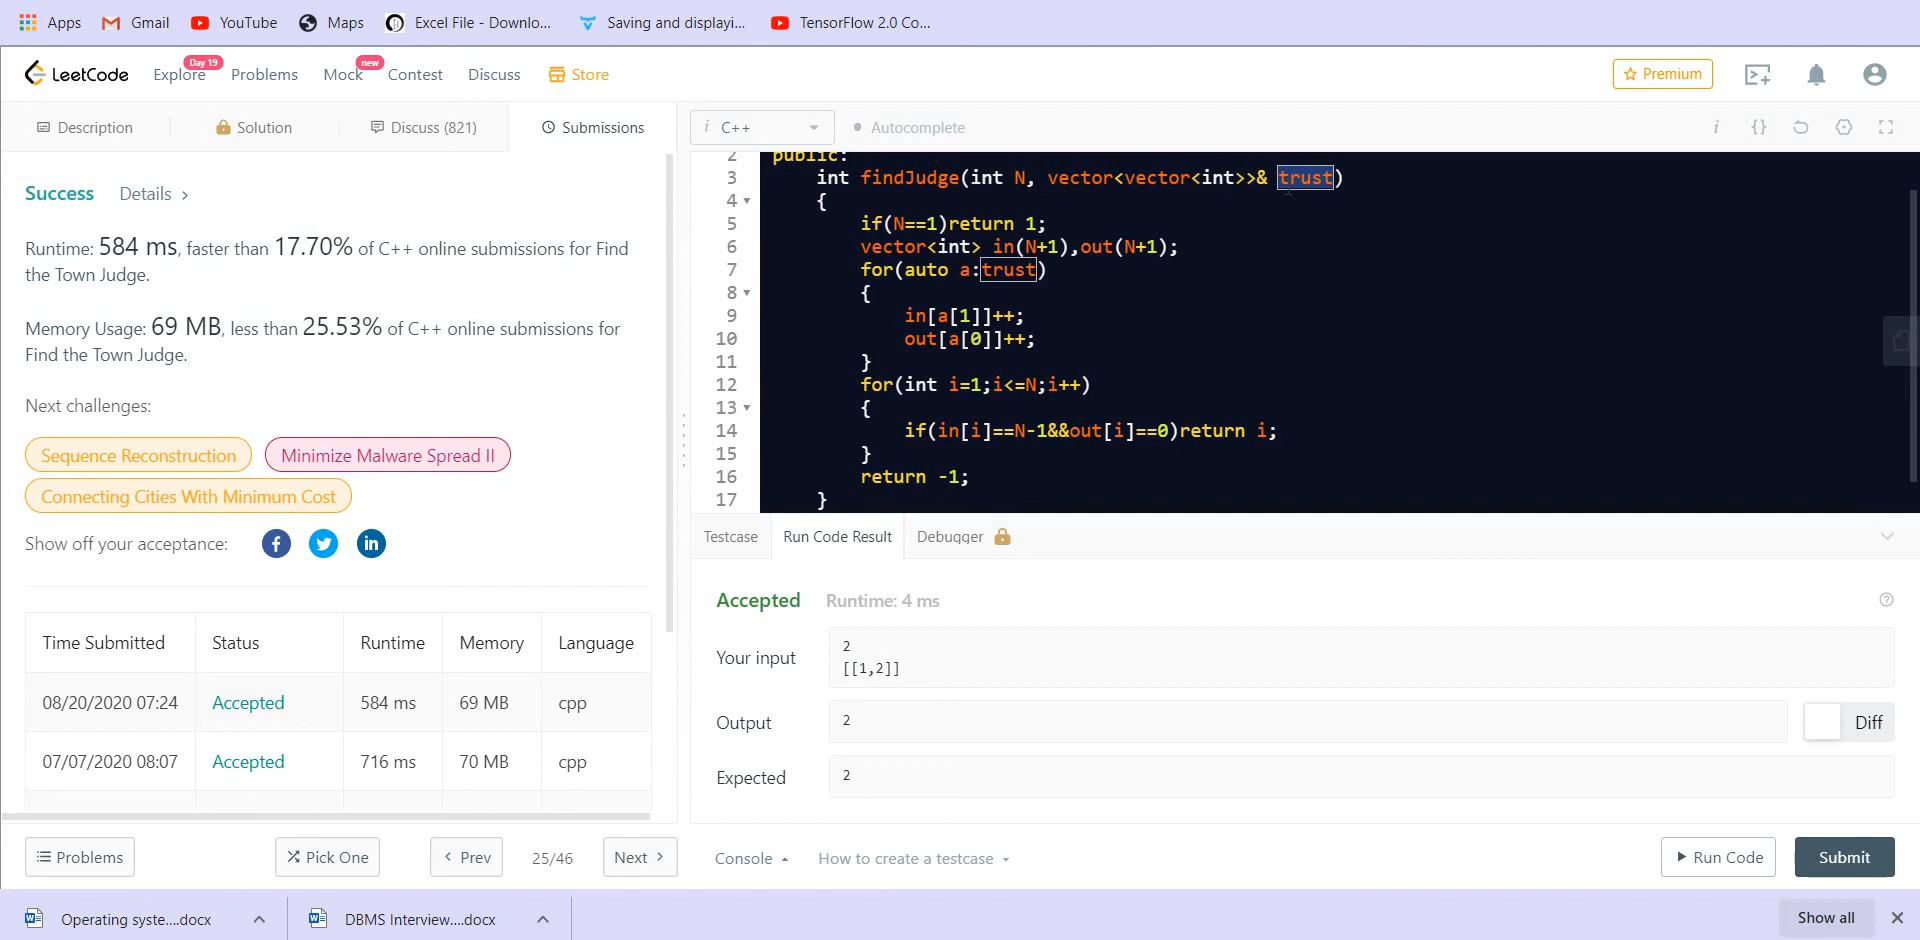 Apps Gmail YouTube Maps Excel File - Downlo... Saving and displayi... TensorFlow 2.0 Co...
LeetCode Explore Day 19 Problems Mock new Contest Discuss Store Premium
Description Solution Discuss (821) Submissions
i C++ Autocomplete i {}
Success Details >
Runtime: 584 ms, faster than 17.70% of C++ online submissions for Find
the Town Judge.
Memory Usage: 69 MB, less than 25.53% of C++ online submissions for
Find the Town Judge.
Next challenges:
Sequence Reconstruction Minimize Malware Spread II
Connecting Cities With Minimum Cost
Show off your acceptance:
Time Submitted Status Runtime Memory Language
08/20/2020 07:24 Accepted 584 ms 69 MB cpp
07/07/2020 08:07 Accepted 716 ms 70 MB cpp
2 public:
3 int findJudge(int N, vector<vector<int>>& trust)
4 {
5 if(N==1)return 1;
6 vector<int> in(N+1),out(N+1);
7 for(auto a:trust)
8 {
9 in[a[1]]++;
10 out[a[0]]++;
11 }
12 for(int i=1;i<=N;i++)
13 {
14 if(in[i]==N-1&&out[i]==0)return i;
15 }
16 return -1;
17 }
Testcase Run Code Result Debugger
Accepted Runtime: 4 ms
Your input
2
[[1,2]]
Output 2 Diff
Expected 2
Problems Pick One < Prev 25/46 Next > Console How to create a testcase Run Code Submit
Operating syste....docx DBMS Interview....docx Show all